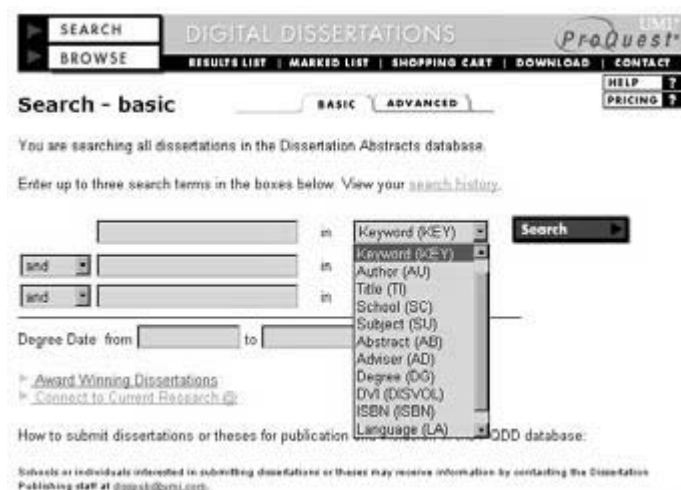 SEARCH
BROWSE
DIGITAL DISSERTATIONS
UMI
ProQuest
RESULTS LIST | MARKED LIST | SHOPPING CART | DOWNLOAD | CONTACT
HELP ?
PRICING ?
Search - basic
BASIC ADVANCED
You are searching all dissertations in the Dissertation Abstracts database.
Enter up to three search terms in the boxes below. View your search history.
in Keyword (KEY) Search
and in
and in
Keyword (KEY)
Author (AU)
Title (TI)
School (SC)
Subject (SU)
Abstract (AB)
Adviser (AD)
Degree (DG)
DVI (DISVOL)
ISBN (ISBN)
Language (LA)
Degree Date from to
Award Winning Dissertations
Connect to Current Research @
How to submit dissertations or theses for publication ODD database:
Schools or individuals interested in submitting dissertations or theses may receive information by contacting the Dissertation
Publishing staff at disspub@umi.com.